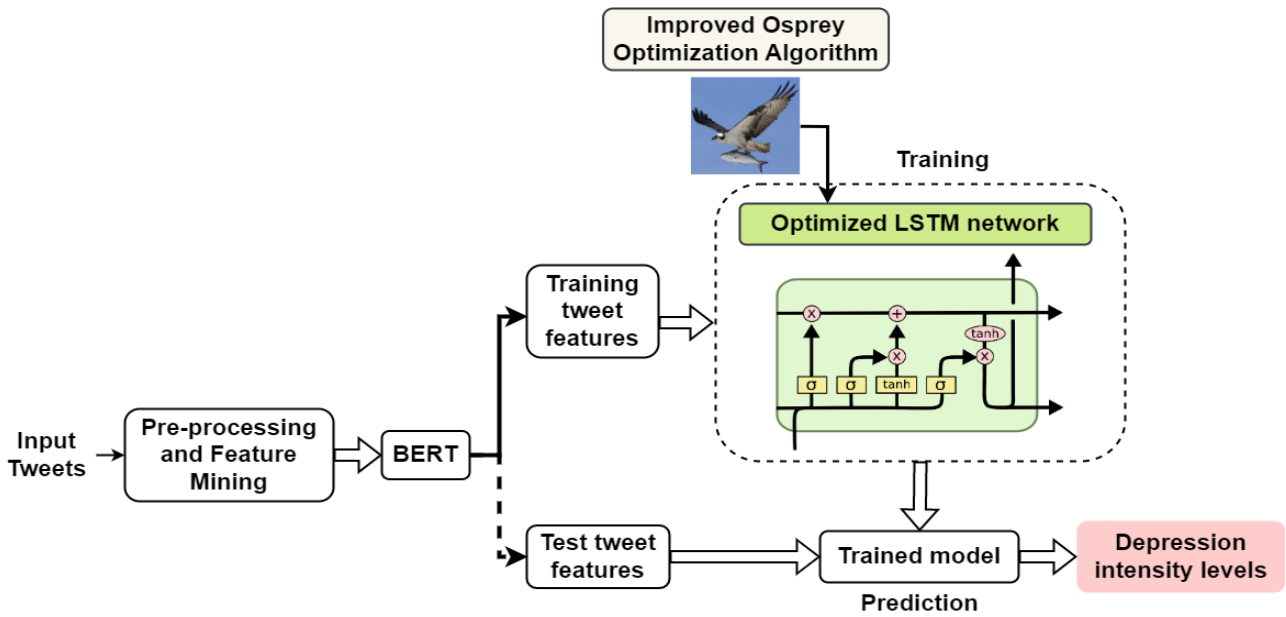 Improved Osprey
Optimization Algorithm
Training
Optimized LSTM network
Training
tweet
features
x
+
tanh
x
x
σ
σ
tanh
σ
Input
Tweets
Pre-processing
and Feature
Mining
BERT
Test tweet
features
Trained model
Depression
intensity levels
Prediction